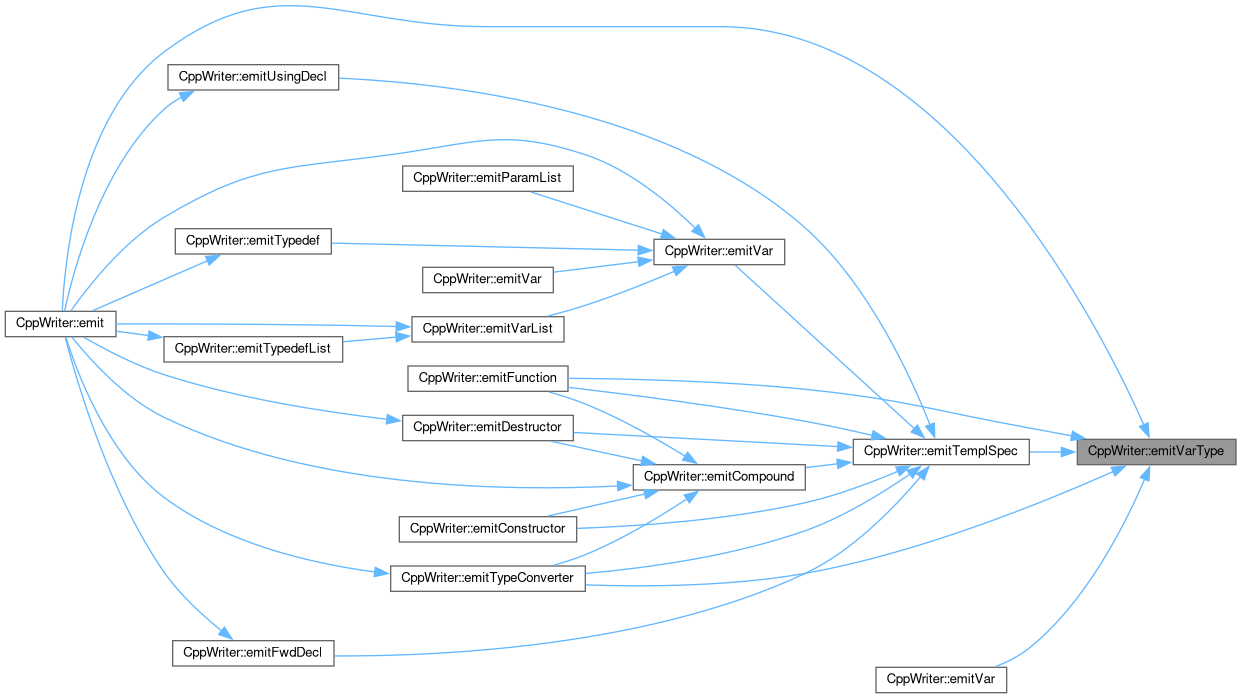 CppWriter::emitUsingDecl
CppWriter::emitParamList
CppWriter::emitTypedef
CppWriter::emitVar
CppWriter::emitVar
CppWriter::emit
CppWriter::emitVarList
CppWriter::emitTypedefList
CppWriter::emitFunction
CppWriter::emitDestructor
CppWriter::emitTemplSpec
CppWriter::emitVarType
CppWriter::emitCompound
CppWriter::emitConstructor
CppWriter::emitTypeConverter
CppWriter::emitFwdDecl
CppWriter::emitVar